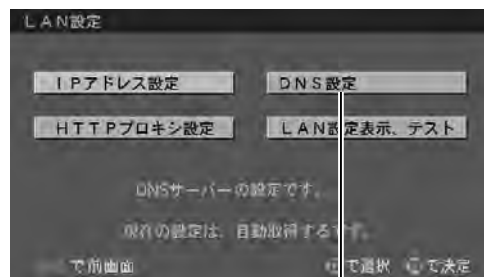 LAN設定
IPアドレス設定
DNS設定
HTTPプロキシ設定
LAN設定表示、テスト
DNSサーバーの設定です。
現在の設定は、自動取得するです。
で前画面
で選択 で決定